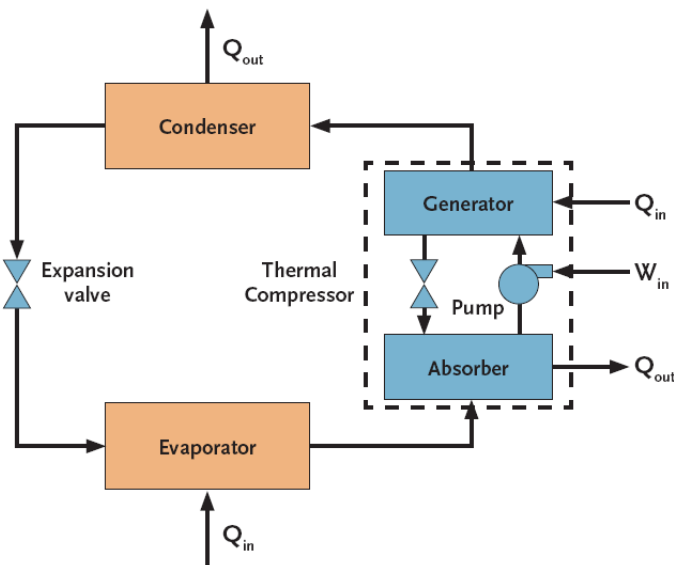 Qout
Condenser
Generator
Qin
Expansion
valve
Thermal
Compressor
Win
Pump
Absorber
Qout
Evaporator
Qin